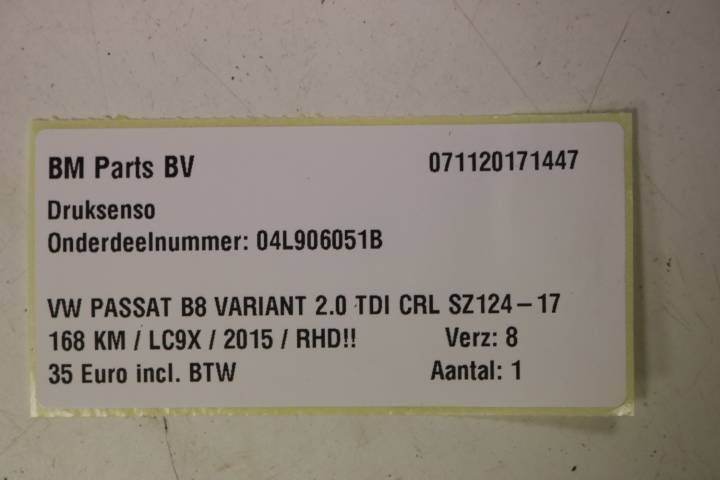 BM Parts BV 071120171447
Druksenso
Onderdeelnummer: 04L906051B
VW PASSAT B8 VARIANT 2.0 TDI CRL SZ124-17
168 KM / LC9X / 2015 / RHD!! Verz: 8
35 Euro incl. BTW Aantal: 1